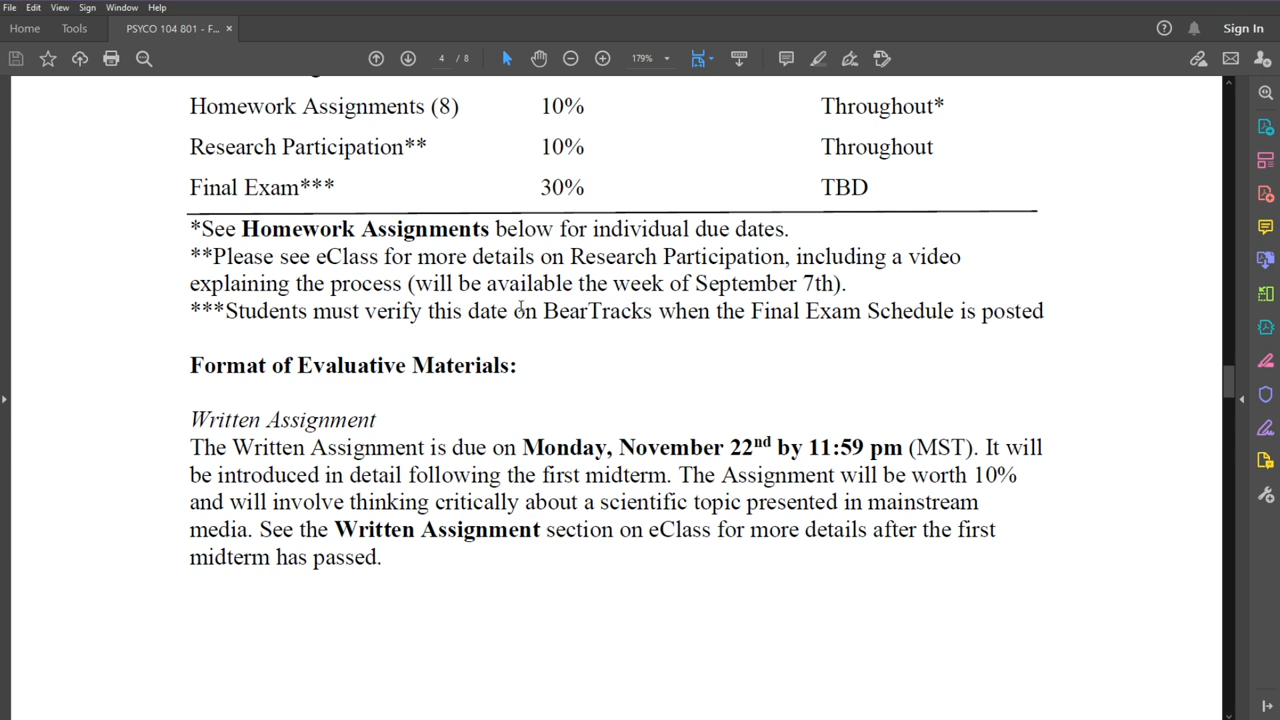 File Edit View Sign Window Help
Home Tools PSYCO 104 801 - F... × Sign In
4 / 8 179%
Homework Assignments (8) 10% Throughout*
Research Participation** 10% Throughout
Final Exam*** 30% TBD
*See Homework Assignments below for individual due dates.
**Please see eClass for more details on Research Participation, including a video
explaining the process (will be available the week of September 7th).
***Students must verify this date on BearTracks when the Final Exam Schedule is posted
Format of Evaluative Materials:
Written Assignment
The Written Assignment is due on Monday, November 22nd by 11:59 pm (MST). It will
be introduced in detail following the first midterm. The Assignment will be worth 10%
and will involve thinking critically about a scientific topic presented in mainstream
media. See the Written Assignment section on eClass for more details after the first
midterm has passed.